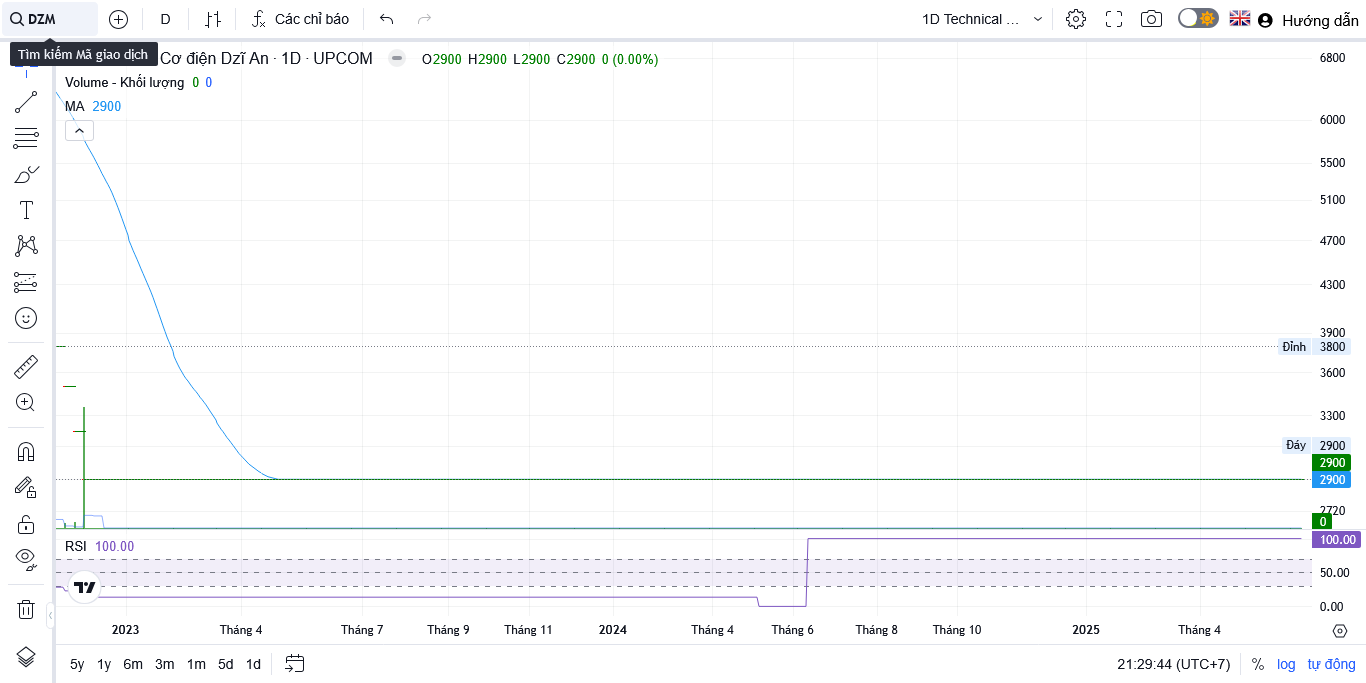 DZM
D
Các chỉ báo
1D Technical ...
Hướng dẫn
Tìm kiếm Mã giao dịch
Cơ điện Dzĩ An · 1D · UPCOM
O2900 H2900 L2900 C2900 0 (0.00%)
Volume - Khối lượng 0 0
MA 2900
6800
6000
5500
5100
4700
4300
3900
Đỉnh 3800
3600
3300
Đáy 2900
2900
2900
2720
0
RSI 100.00
100.00
50.00
0.00
2023 Tháng 4 Tháng 7 Tháng 9 Tháng 11 2024 Tháng 4 Tháng 6 Tháng 8 Tháng 10 2025 Tháng 4
5y 1y 6m 3m 1m 5d 1d
21:29:44 (UTC+7) % log tự động